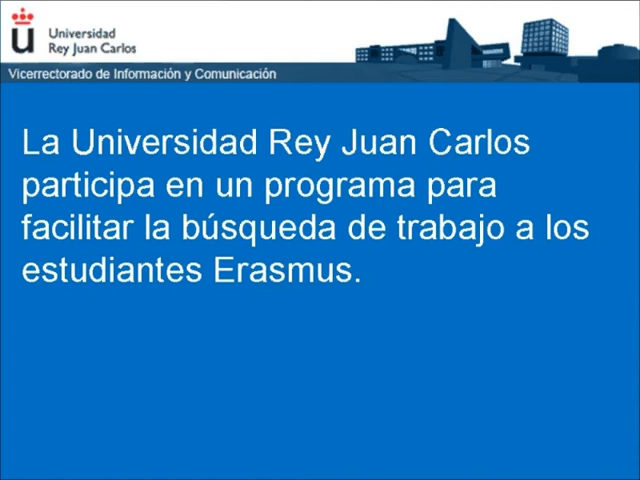 Universidad
Rey Juan Carlos
Vicerrectorado de Información y Comunicación
La Universidad Rey Juan Carlos
participa en un programa para
facilitar la búsqueda de trabajo a los
estudiantes Erasmus.